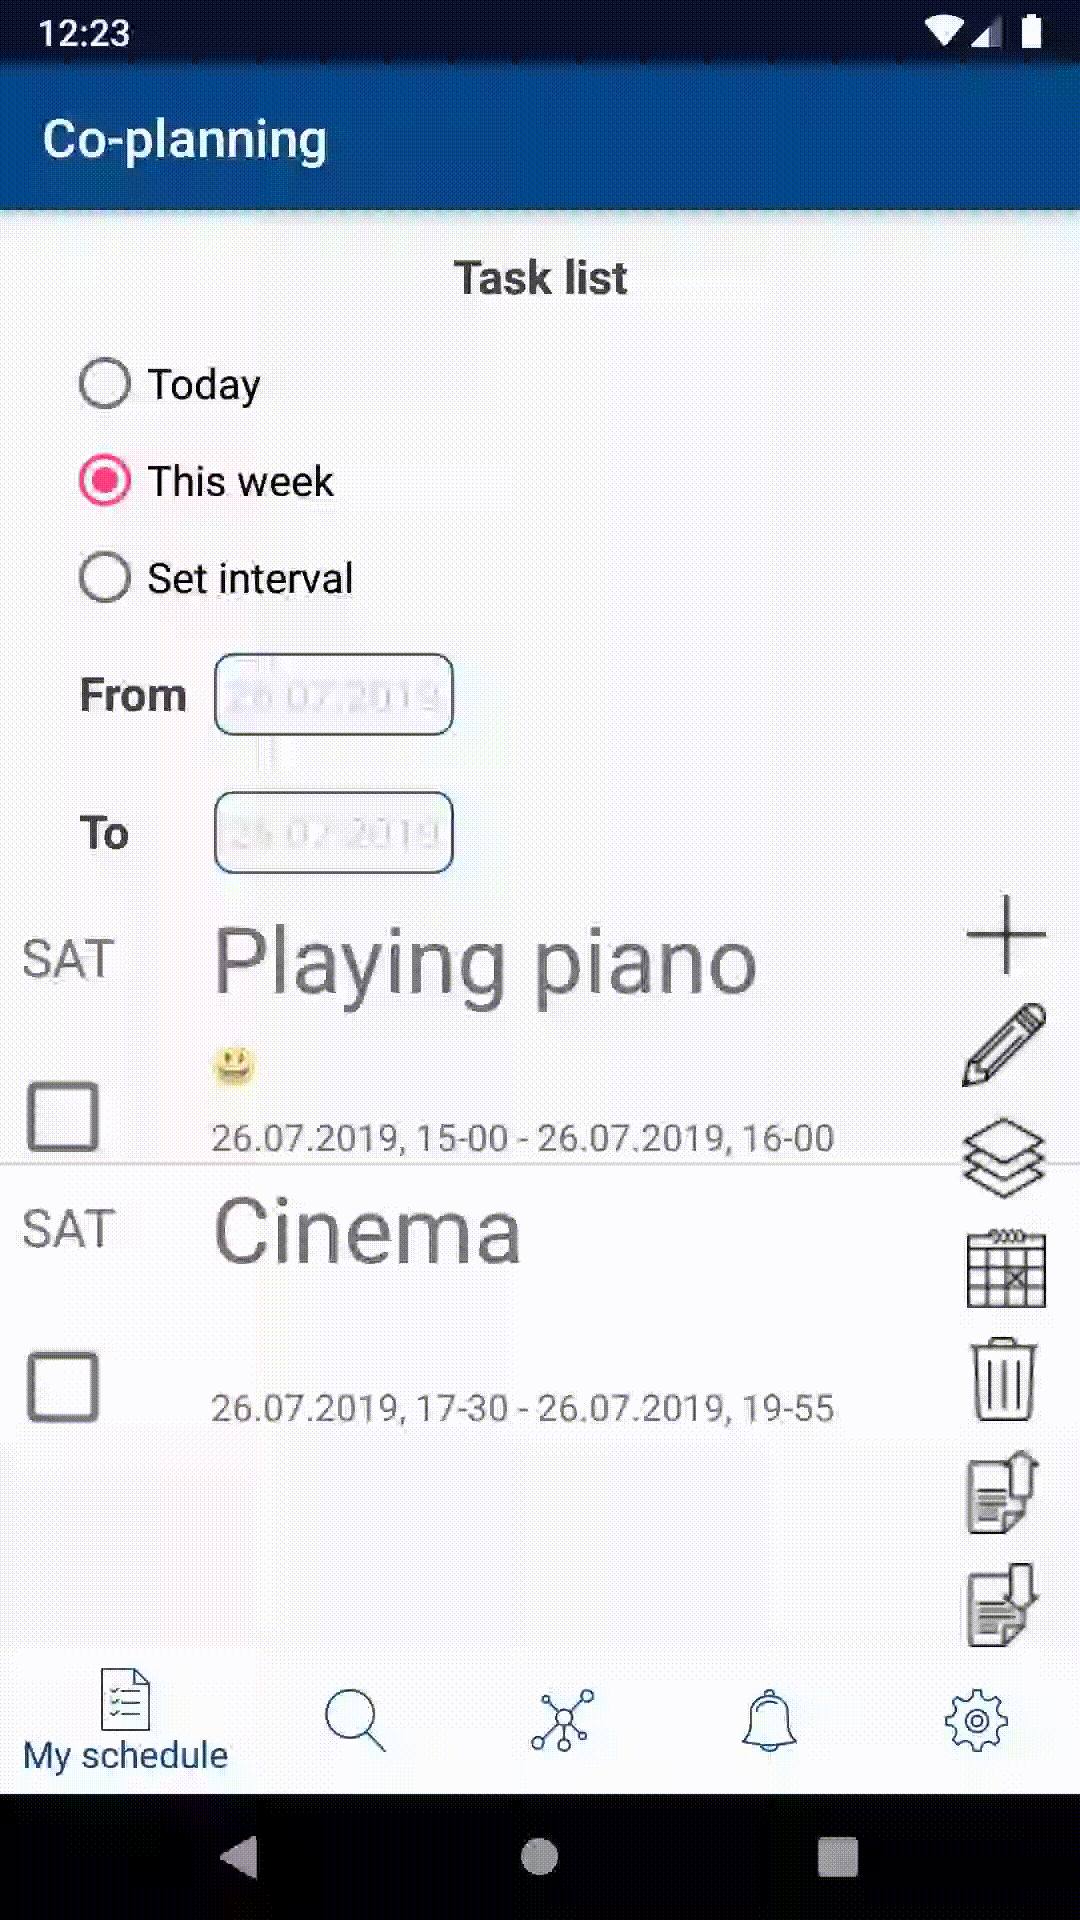 12:23
Co-planning
Task list
Today
This week
Set interval
From 26.07.2019
To 26.07.2019
SAT Playing piano
😃
26.07.2019, 15-00 - 26.07.2019, 16-00
SAT Cinema
26.07.2019, 17-30 - 26.07.2019, 19-55
My schedule